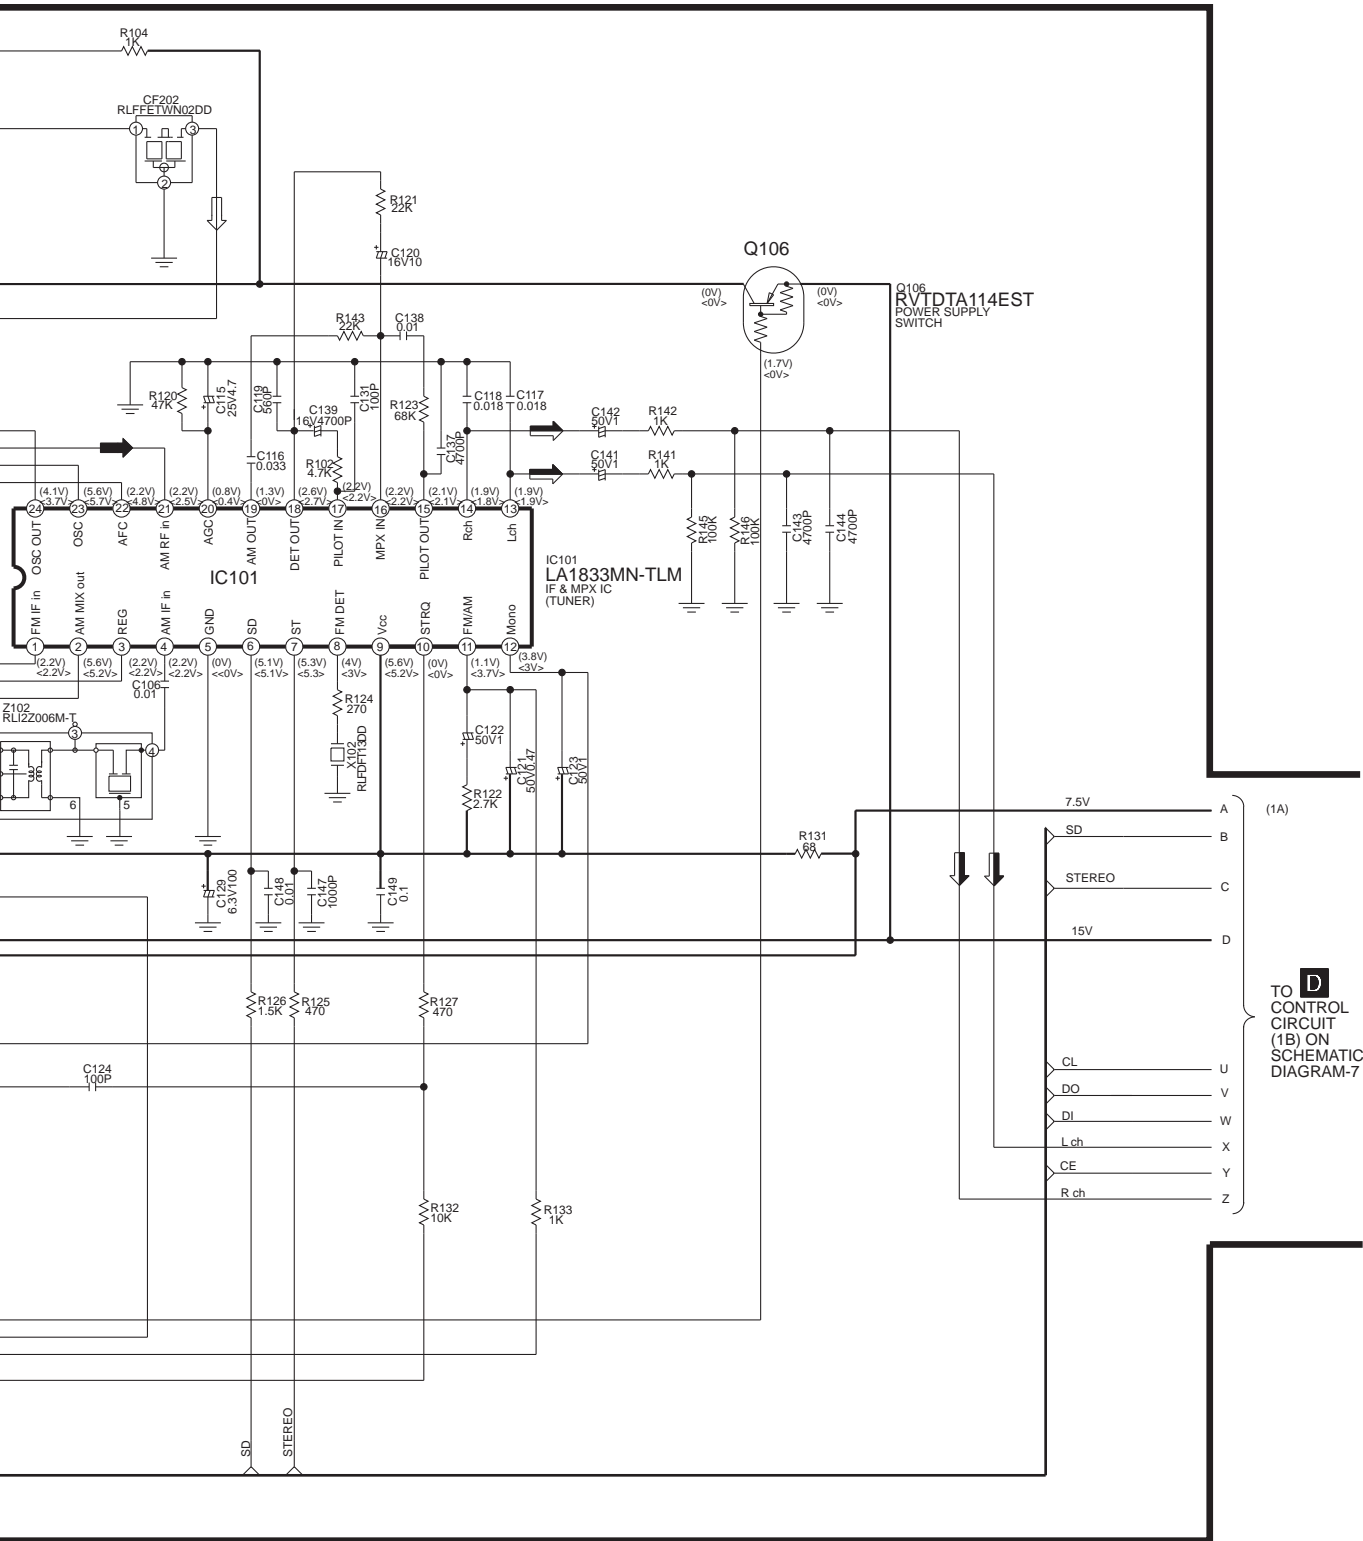 R104
1K
CF202
RLFFETWN02DD
1
3
2
R121
22K
+
C120
16V10
Q106
(0V)
<0V>
(0V)
<0V>
Q106
RVTDTA114EST
POWER SUPPLY
SWITCH
(1.7V)
<0V>
R143
22K
C138
0.01
R120
47K
C115
25V4.7
C119
560P
C139
16V4700P
C131
100P
R123
68K
C137
4700P
C118
0.018
C117
0.018
C116
0.033
R102
4.7K
C142
50V1
R142
1K
C141
50V1
R141
1K
R145
100K
R146
100K
C143
4700P
C144
4700P
(4.1V)
<3.7V>
(5.6V)
<5.7V>
(2.2V)
<4.8V>
(2.2V)
<2.5V>
(0.8V)
<0.4V>
(1.3V)
<0V>
(2.6V)
<2.7V>
(2.2V)
<2.2V>
(2.2V)
<2.2V>
(2.1V)
<2.1V>
(1.9V)
<1.8V>
(1.9V)
<1.9V>
24 23 22 21 20 19 18 17 16 15 14 13
OSC OUT
OSC
AFC
AM RF in
AGC
AM OUT
DET OUT
PILOT IN
MPX IN
PILOT OUT
Rch
Lch
IC101
IC101
LA1833MN-TLM
IF & MPX IC
(TUNER)
FM IF in
AM MIX out
REG
AM IF in
GND
SD
ST
FM DET
Vcc
STRQ
FM/AM
Mono
1 2 3 4 5 6 7 8 9 10 11 12
(2.2V)
<2.2V>
(5.6V)
<5.2V>
(2.2V)
<2.2V>
(2.2V)
<2.2V>
(0V)
<<0V>
(5.1V)
<5.1V>
(5.3V)
<5.3>
(4V)
<3V>
(5.6V)
<5.2V>
(0V)
<0V>
(1.1V)
<3.7V>
(3.8V)
<3V>
C106
0.01
Z102
RLI2Z006M-T
3
4
6
5
R124
270
X102
RLFDFT13DD
C122
50V1
C121
50V0.47
C123
50V1
R122
2.7K
R131
68
C129
6.3V100
C148
0.01
C147
1000P
C149
0.1
7.5V
A
(1A)
SD
B
STEREO
C
15V
D
R126
1.5K
R125
470
R127
470
TO D
CONTROL
CIRCUIT
(1B) ON
SCHEMATIC
DIAGRAM-7
C124
100P
CL
U
DO
V
DI
W
L ch
X
CE
Y
R ch
Z
R132
10K
R133
1K
SD
STEREO